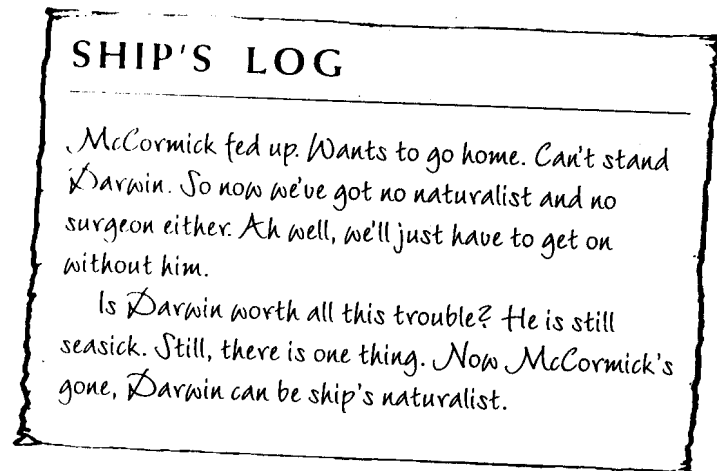 SHIP'S LOG
McCormick fed up. Wants to go home. Can't stand
Darwin. So now we've got no naturalist and no
surgeon either. Ah well, we'll just have to get on
without him.
Is Darwin worth all this trouble? He is still
seasick. Still, there is one thing. Now McCormick's
gone, Darwin can be ship's naturalist.